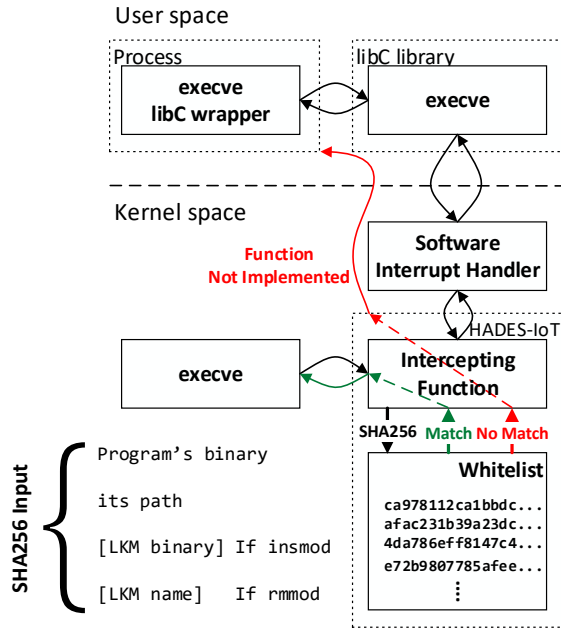 User space
Process
libC library
execve
libC wrapper
execve
Kernel space
Function
Not Implemented
Software
Interrupt Handler
HADES-IoT
execve
Intercepting
Function
SHA256
Match
No Match
SHA256 Input
Program's binary
its path
[LKM binary] If insmod
[LKM name] If rmmod
Whitelist
ca978112ca1bbdc...
afac231b39a23dc...
4da786eff8147c4...
e72b9807785afee...